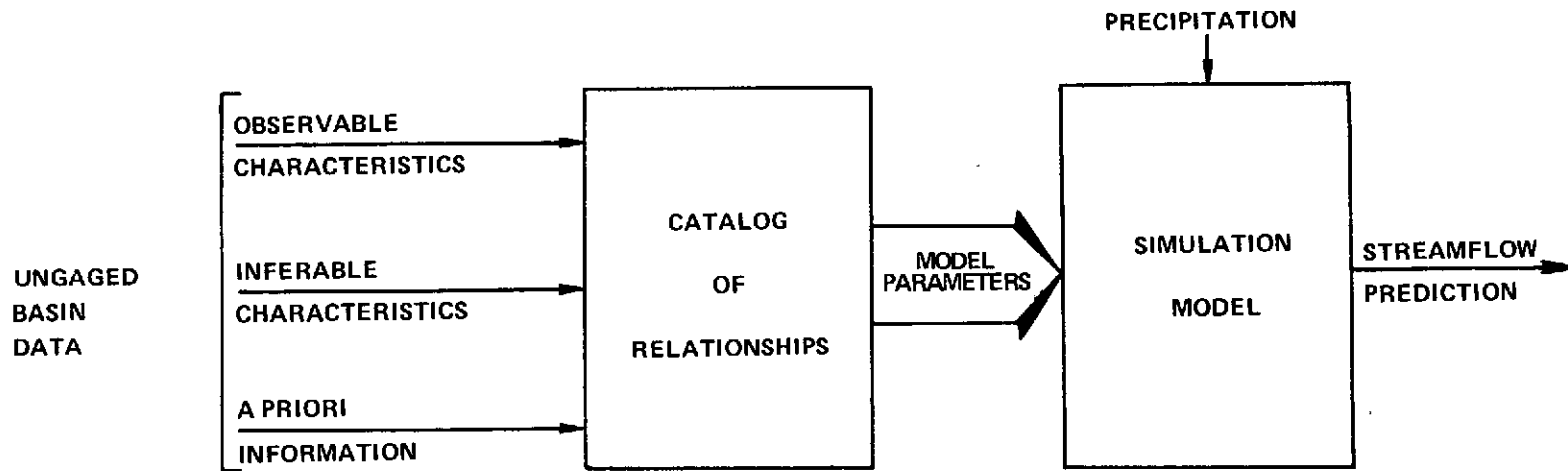 PRECIPITATION
UNGAGED
BASIN
DATA
OBSERVABLE
CHARACTERISTICS
INFERABLE
CHARACTERISTICS
A PRIORI
INFORMATION
CATALOG
OF
RELATIONSHIPS
MODEL
PARAMETERS
SIMULATION
MODEL
STREAMFLOW
PREDICTION